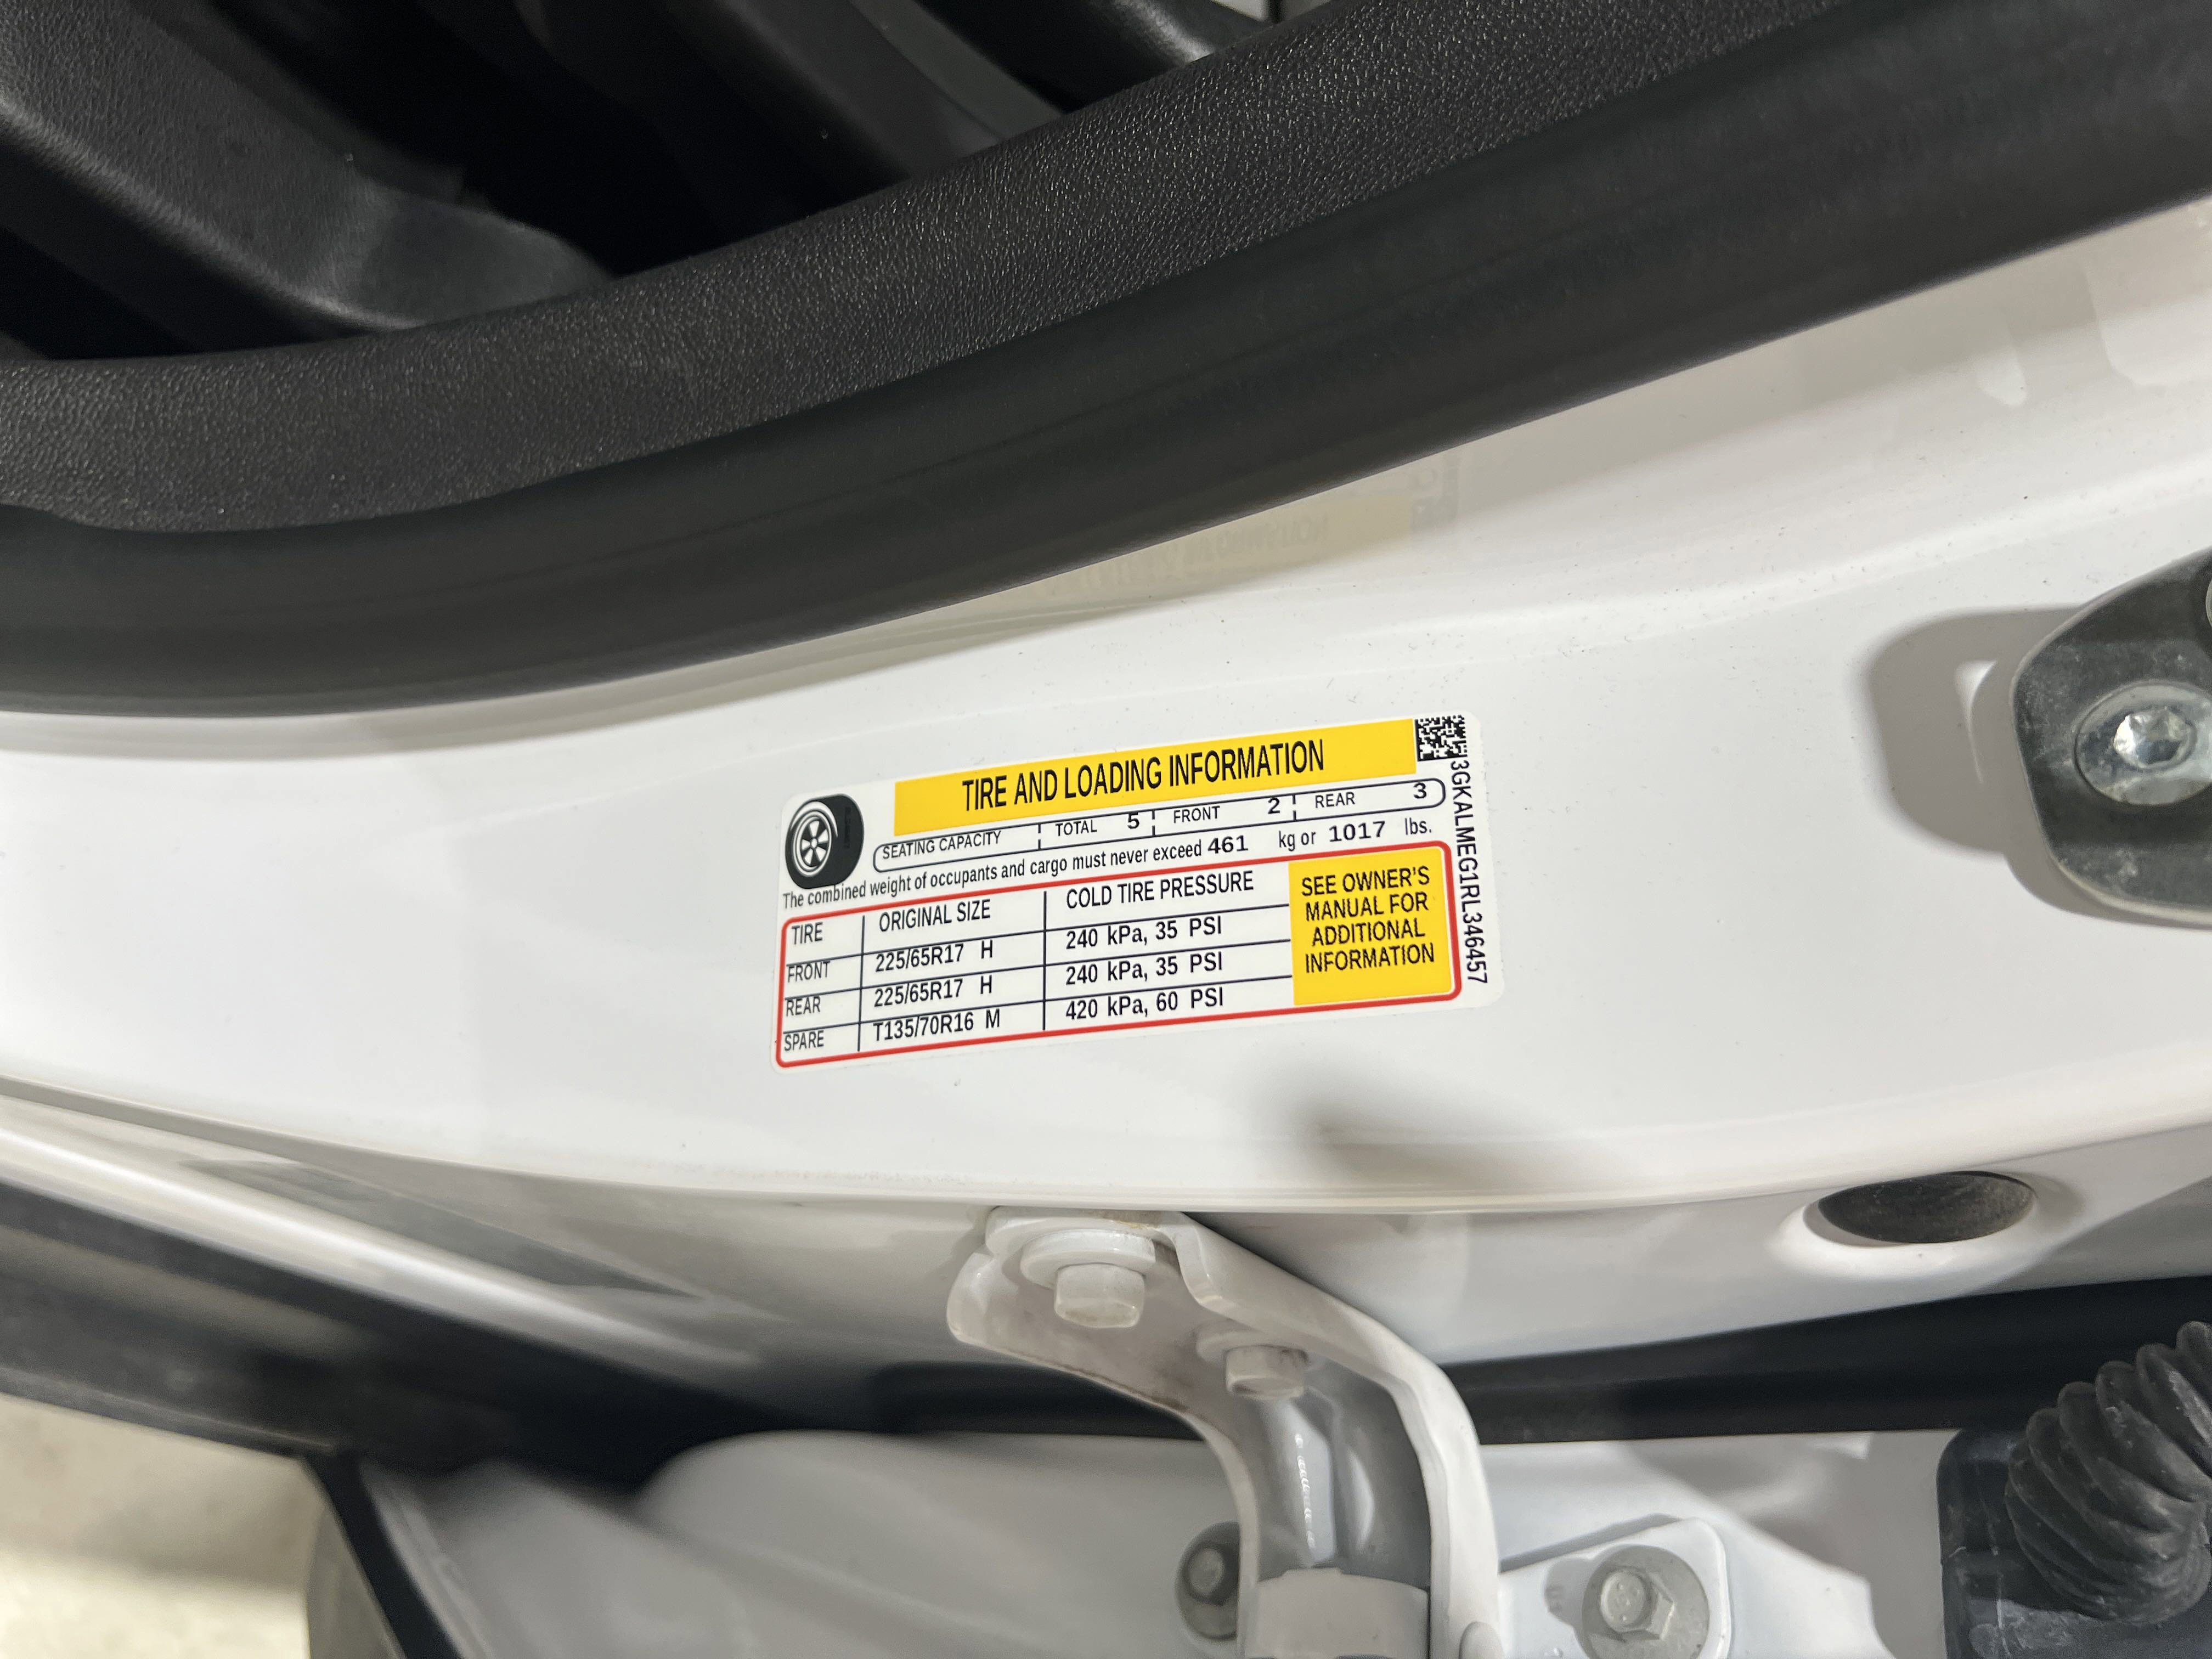 TIRE AND LOADING INFORMATION
SEATING CAPACITY TOTAL 5 FRONT 2 REAR 3
The combined weight of occupants and cargo must never exceed 461 kg or 1017 lbs.
TIRE ORIGINAL SIZE COLD TIRE PRESSURE
FRONT 225/65R17 H 240 kPa, 35 PSI
REAR 225/65R17 H 240 kPa, 35 PSI
SPARE T135/70R16 M 420 kPa, 60 PSI
SEE OWNER'S
MANUAL FOR
ADDITIONAL
INFORMATION
3GKALMEG1RL346457